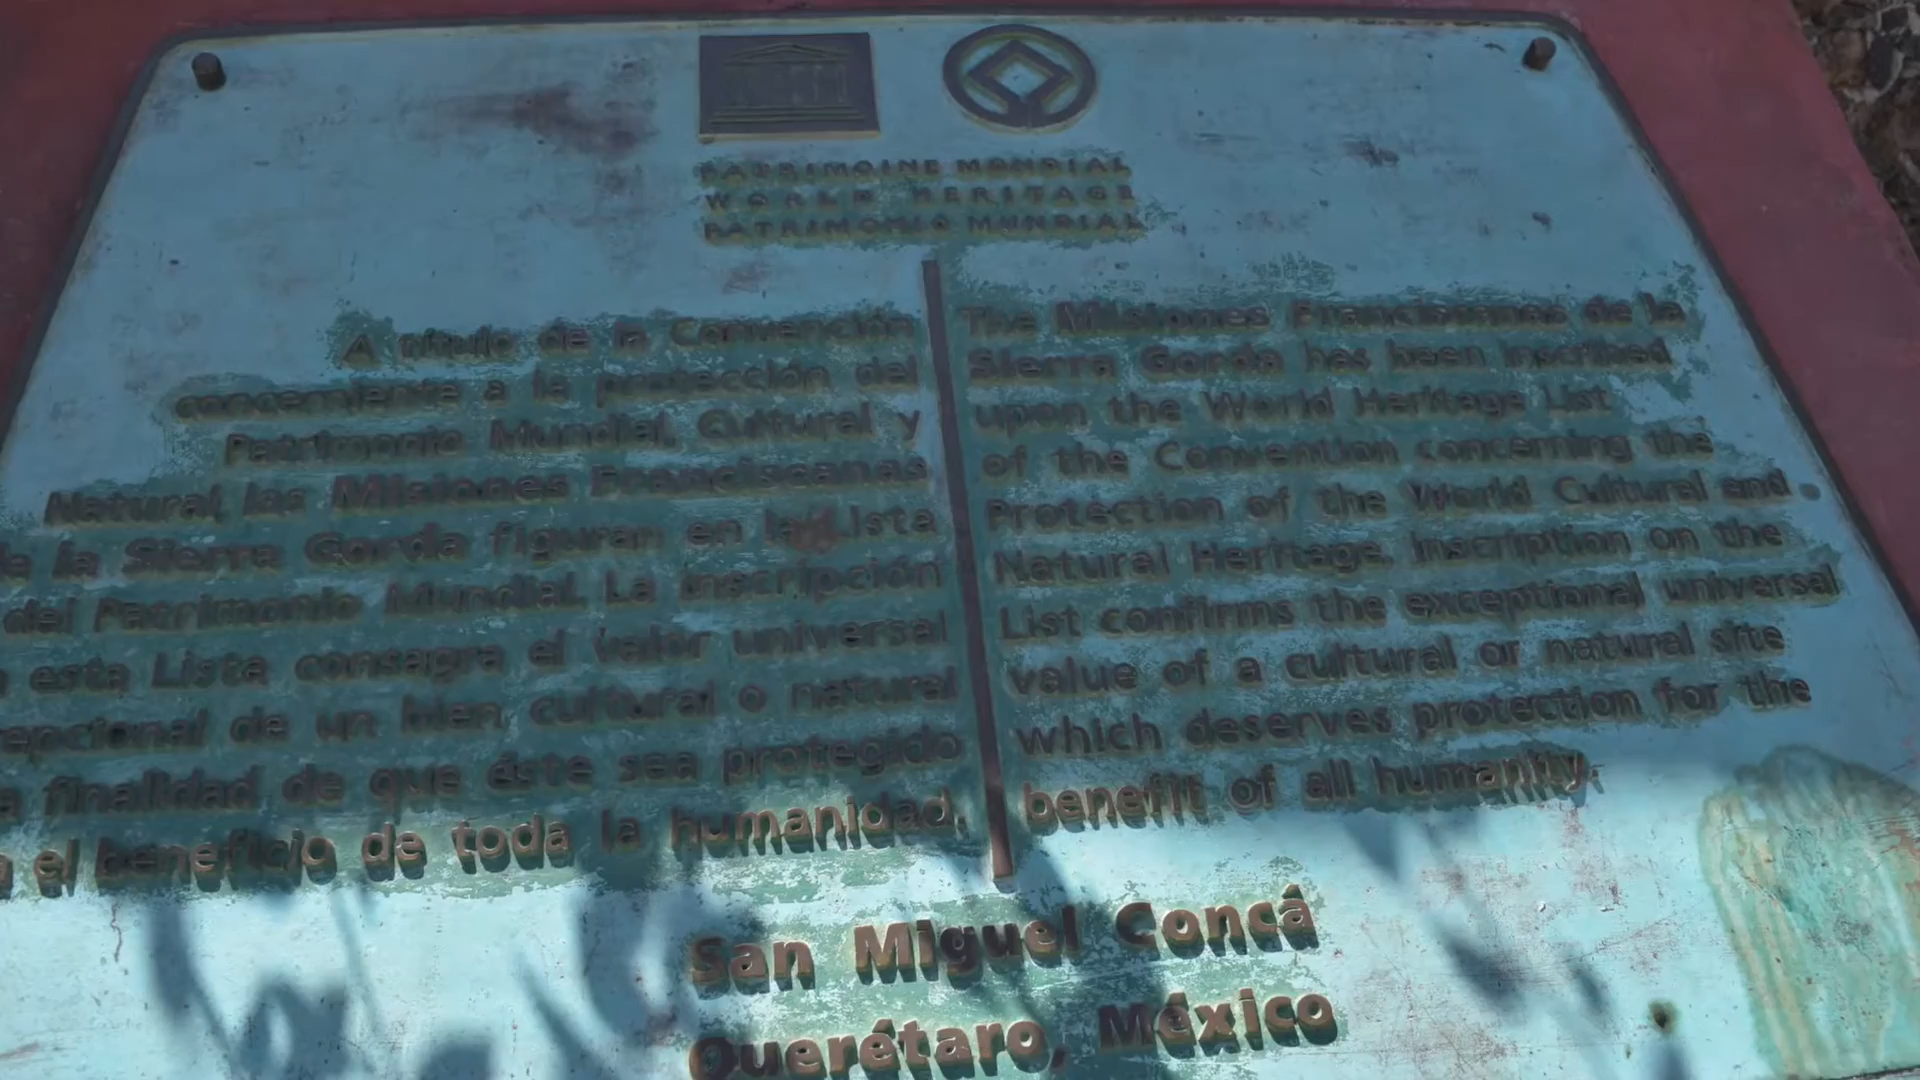 PATRIMOINE MONDIAL
WORLD HERITAGE
PATRIMONIO MUNDIAL
A título de la Convención
concerniente a la protección del
Patrimonio Mundial, Cultural y
Natural, las Misiones Franciscanas
la Sierra Gorda figuran en la Lista
del Patrimonio Mundial. La inscripción
esta Lista consagra el valor universal
de un bien cultural o natural
finalidad de que éste sea protegido
el beneficio de toda la humanidad.
The Misiones Franciscanas de la
Sierra Gorda has been inscribed
upon the World Heritage List
of the Convention concerning the
Protection of the World Cultural and
Natural Heritage. Inscription on the
List confirms the exceptional universal
value of a cultural or natural site
which deserves protection for the
benefit of all humanity.
San Miguel Concá
Querétaro, México